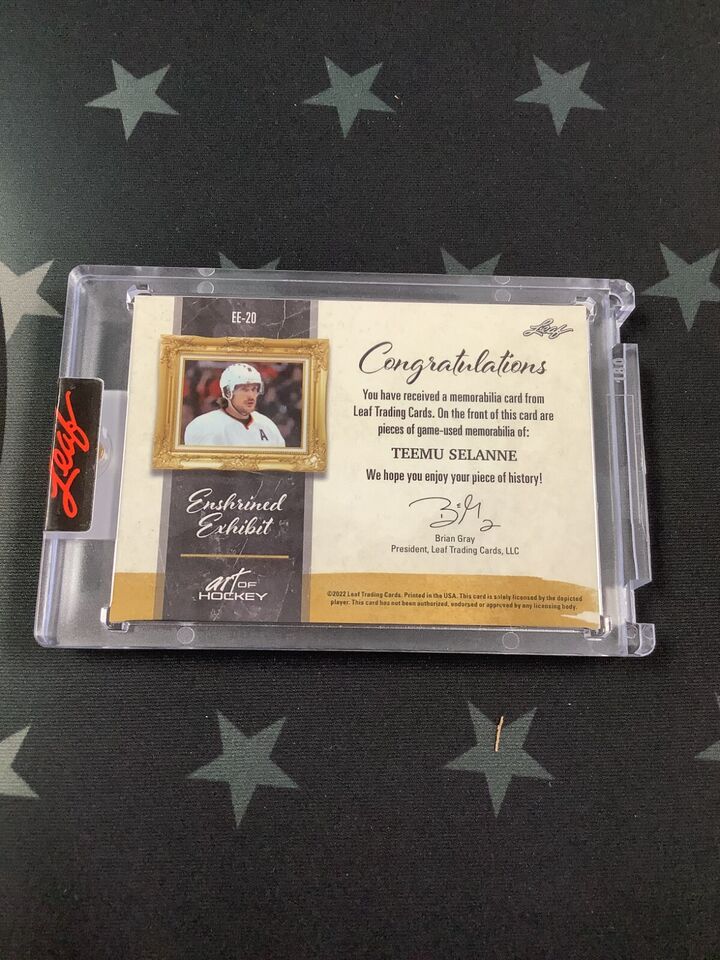 EE-20
Leaf
Congratulations
You have received a memorabilia card from
Leaf Trading Cards. On the front of this card are
pieces of game-used memorabilia of:
TEEMU SELANNE
We hope you enjoy your piece of history!
Brian Gray
President, Leaf Trading Cards, LLC
A
Enshrined
Exhibit
art OF
HOCKEY
©2022 Leaf Trading Cards. Printed in the USA. This card is solely licensed by the depicted
player. This card has not been authorized, endorsed or approved by any licensing body.
Leaf